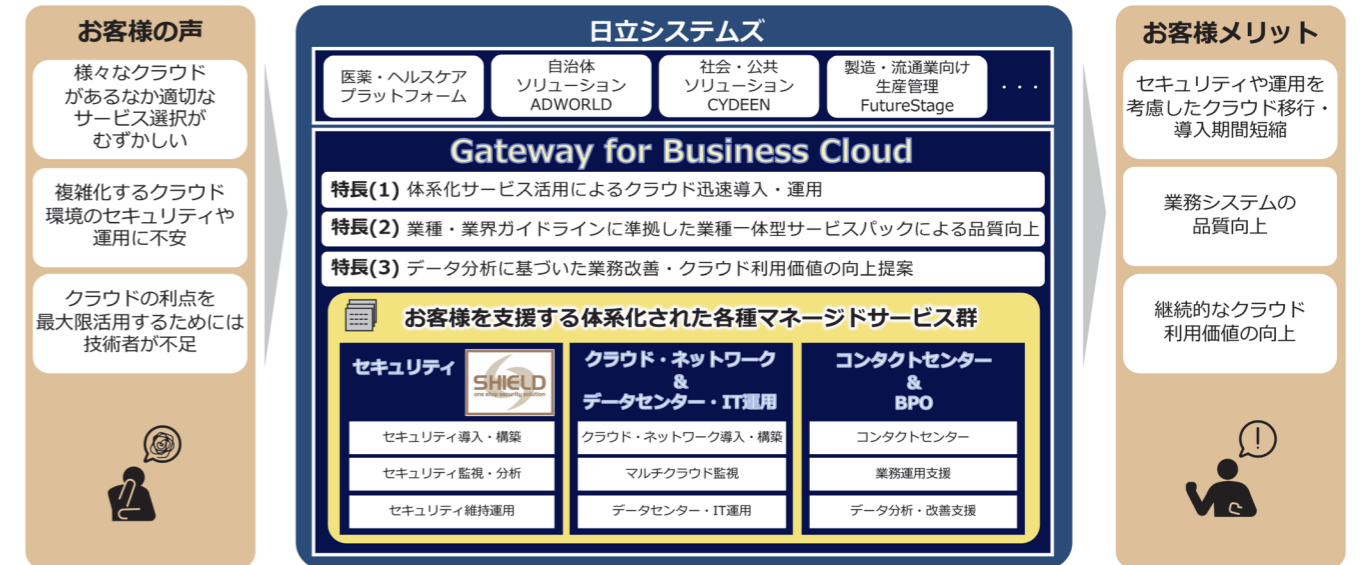 お客様の声
様々なクラウド
があるなか適切な
サービス選択が
むずかしい
複雑化するクラウド
環境のセキュリティや
運用に不安
クラウドの利点を
最大限活用するためには
技術者が不足
日立システムズ
医薬・ヘルスケア
プラットフォーム
自治体
ソリューション
ADWORLD
社会・公共
ソリューション
CYDEEN
製造・流通業向け
生産管理
FutureStage
・・・
Gateway for Business Cloud
特長(1) 体系化サービス活用によるクラウド迅速導入・運用
特長(2) 業種・業界ガイドラインに準拠した業種一体型サービスパックによる品質向上
特長(3) データ分析に基づいた業務改善・クラウド利用価値の向上提案
お客様を支援する体系化された各種マネージドサービス群
セキュリティ
SHIELD
one stop security solution
セキュリティ導入・構築
セキュリティ監視・分析
セキュリティ維持運用
クラウド・ネットワーク
&
データセンター・IT運用
クラウド・ネットワーク導入・構築
マルチクラウド監視
データセンター・IT運用
コンタクトセンター
&
BPO
コンタクトセンター
業務運用支援
データ分析・改善支援
お客様メリット
セキュリティや運用を
考慮したクラウド移行・
導入期間短縮
業務システムの
品質向上
継続的なクラウド
利用価値の向上
!